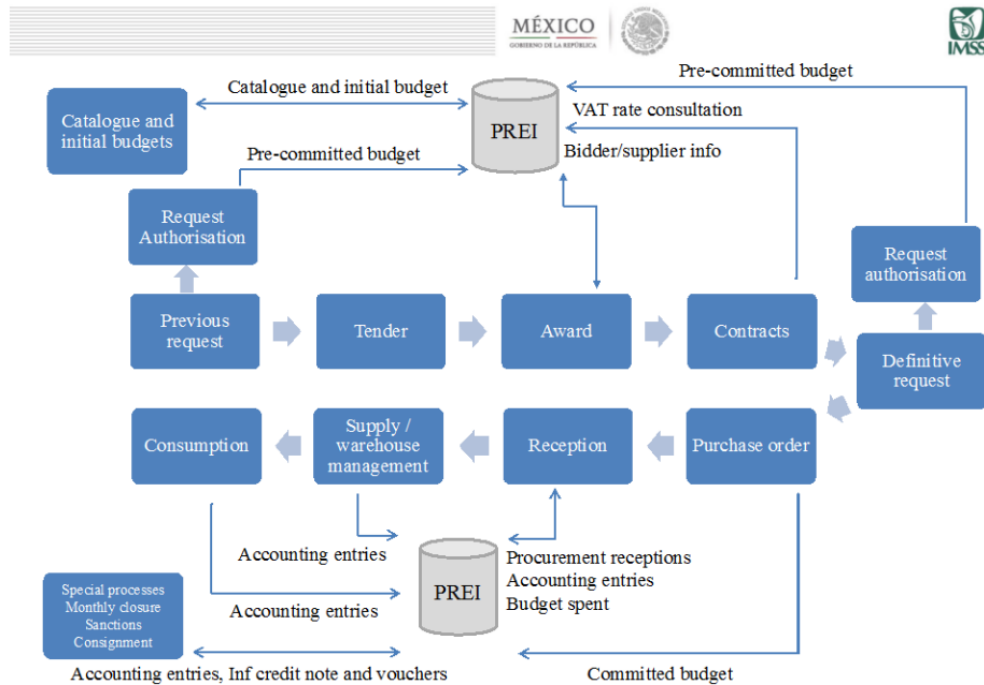 MÉXICO
GOBIERNO DE LA REPÚBLICA
IMSS
Pre-committed budget
Catalogue and initial budget
Catalogue and
initial budgets
PREI
VAT rate consultation
Bidder/supplier info
Pre-committed budget
Request
Authorisation
Request
authorisation
Previous
request
Tender
Award
Contracts
Definitive
request
Consumption
Supply /
warehouse
management
Reception
Purchase order
Accounting entries
Procurement receptions
Accounting entries
Budget spent
PREI
Accounting entries
Special processes
Monthly closure
Sanctions
Consignment
Accounting entries, Inf credit note and vouchers
Committed budget